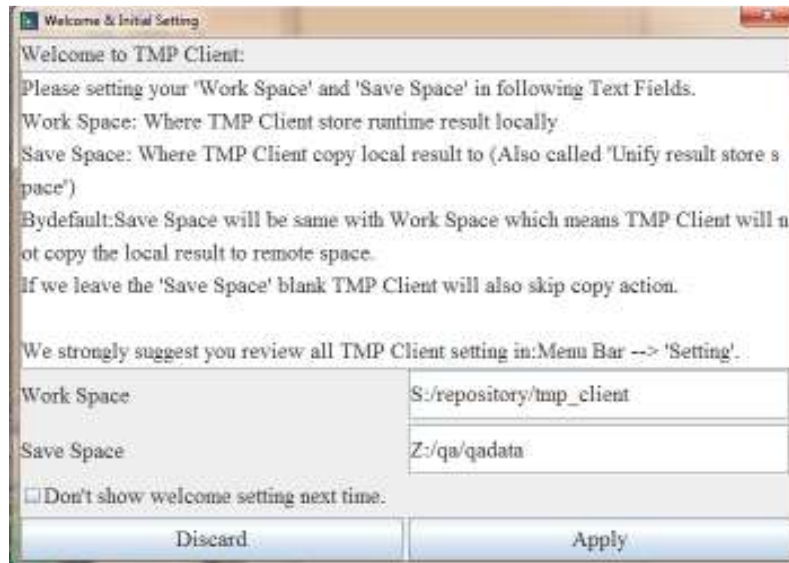 Welcome & Initial Setting
Welcome to TMP Client:
Please setting your 'Work Space' and 'Save Space' in following Text Fields.
Work Space: Where TMP Client store runtime result locally
Save Space: Where TMP Client copy local result to (Also called 'Unify result store s
pace')
Bydefault:Save Space will be same with Work Space which means TMP Client will n
ot copy the local result to remote space.
If we leave the 'Save Space' blank TMP Client will also skip copy action.
We strongly suggest you review all TMP Client setting in:Menu Bar --> 'Setting'.
Work Space S:/repository/tmp_client
Save Space Z:/qa/qadata
Don't show welcome setting next time.
Discard Apply